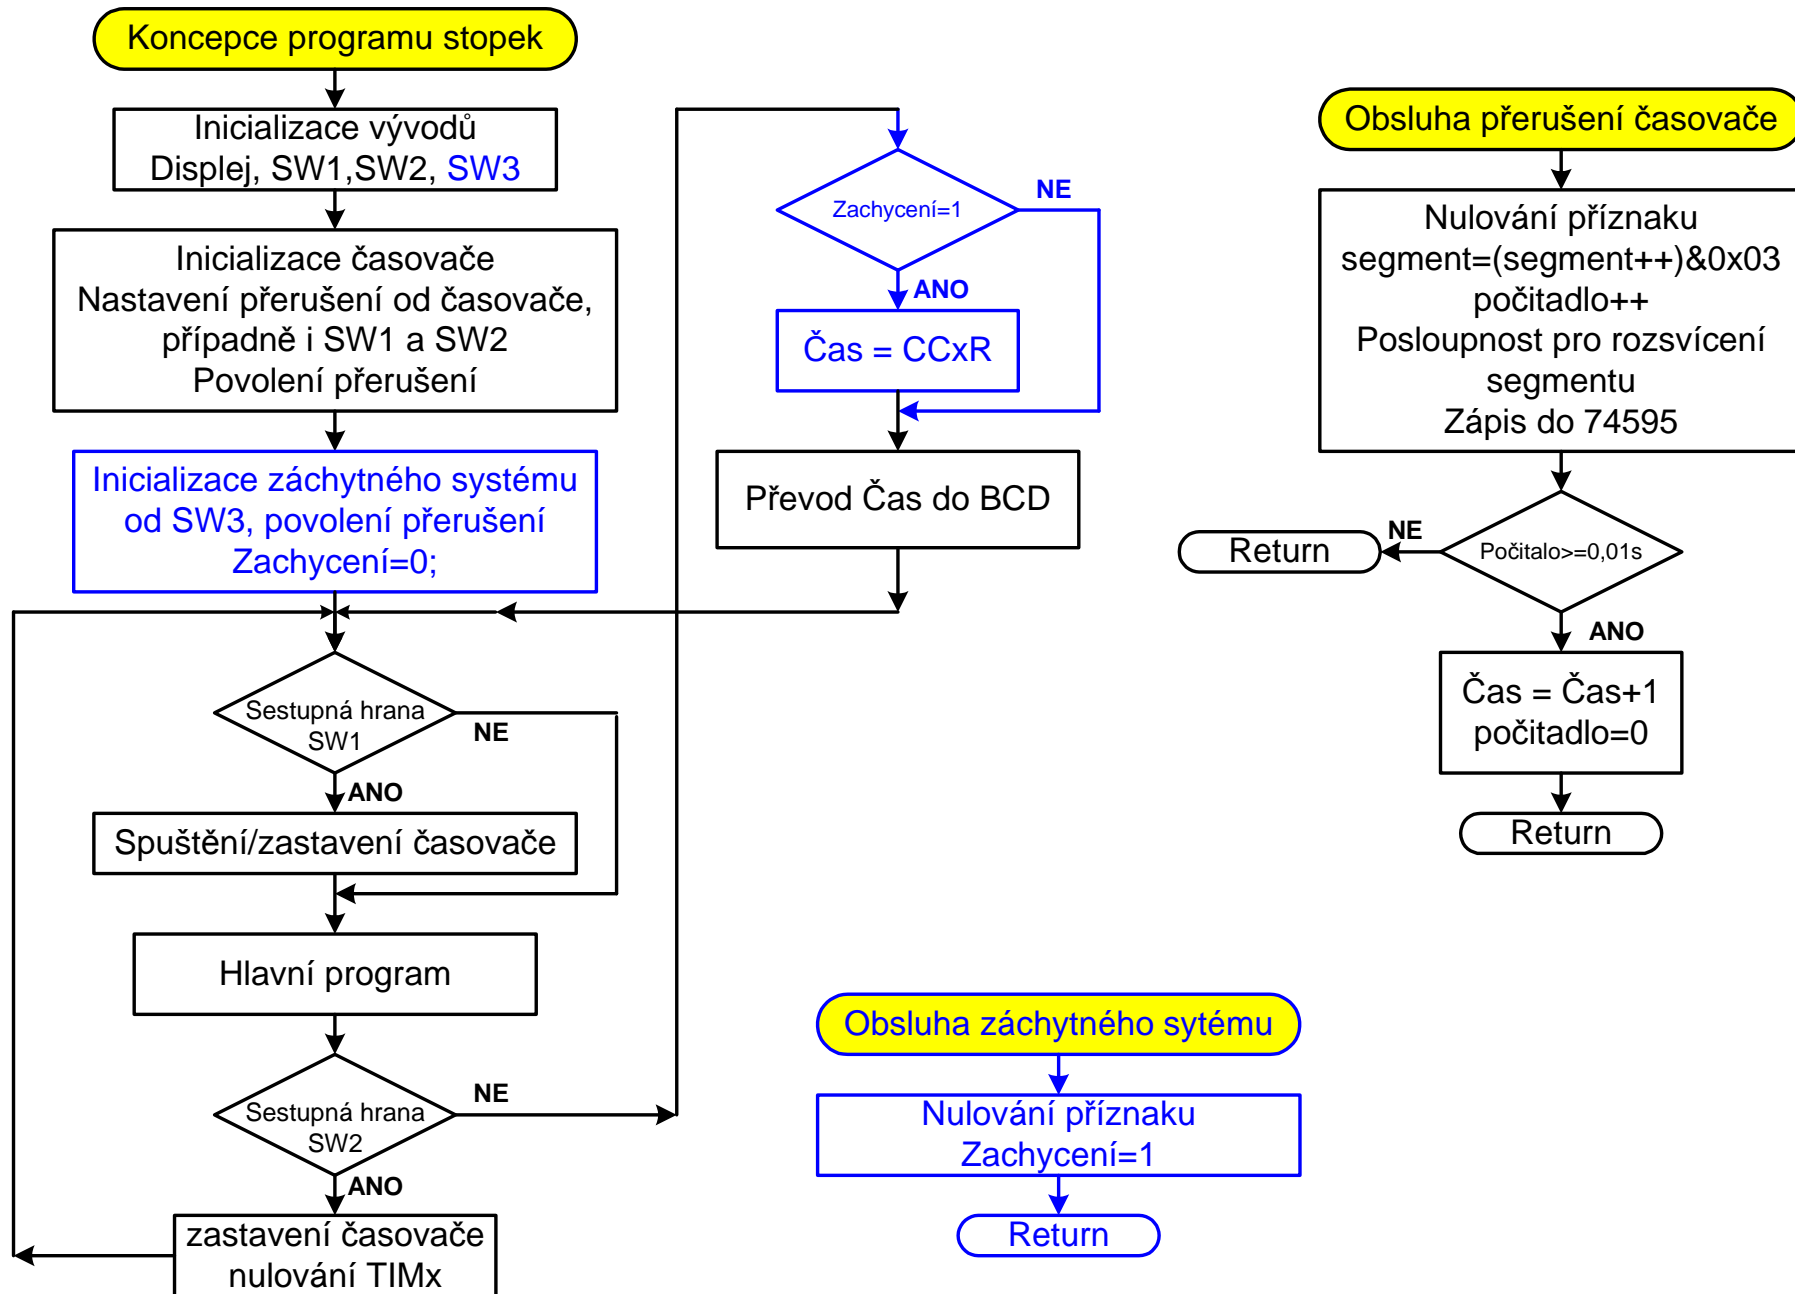 Koncepce programu stopek
Inicializace vývodů
Displej, SW1,SW2, SW3
Inicializace časovače
Nastavení přerušení od časovače,
případně i SW1 a SW2
Povolení přerušení
Inicializace záchytného systému
od SW3, povolení přerušení
Zachycení=0;
Sestupná hrana
SW1
NE
ANO
Spuštění/zastavení časovače
Hlavní program
Sestupná hrana
SW2
NE
ANO
zastavení časovače
nulování TIMx
Zachycení=1
NE
ANO
Čas = CCxR
Převod Čas do BCD
Obsluha přerušení časovače
Nulování příznaku
segment=(segment++)&0x03
počitadlo++
Posloupnost pro rozsvícení
segmentu
Zápis do 74595
Počitalo>=0,01s
NE
Return
ANO
Čas = Čas+1
počitadlo=0
Return
Obsluha záchytného sytému
Nulování příznaku
Zachycení=1
Return